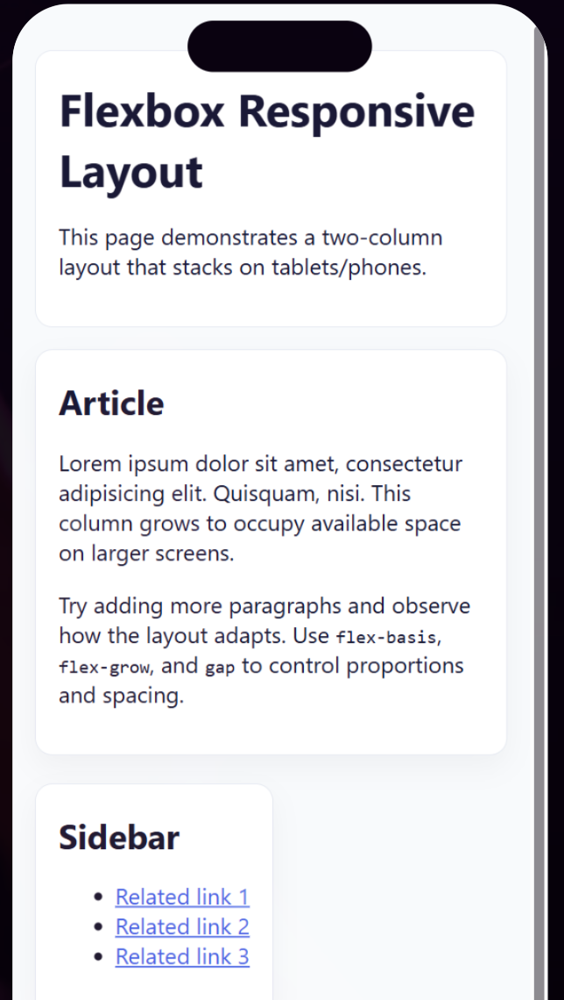 Flexbox Responsive
Layout
This page demonstrates a two-column
layout that stacks on tablets/phones.
Article
Lorem ipsum dolor sit amet, consectetur
adipisicing elit. Quisquam, nisi. This
column grows to occupy available space
on larger screens.
Try adding more paragraphs and observe
how the layout adapts. Use flex-basis,
flex-grow, and gap to control proportions
and spacing.
Sidebar
• Related link 1
• Related link 2
• Related link 3